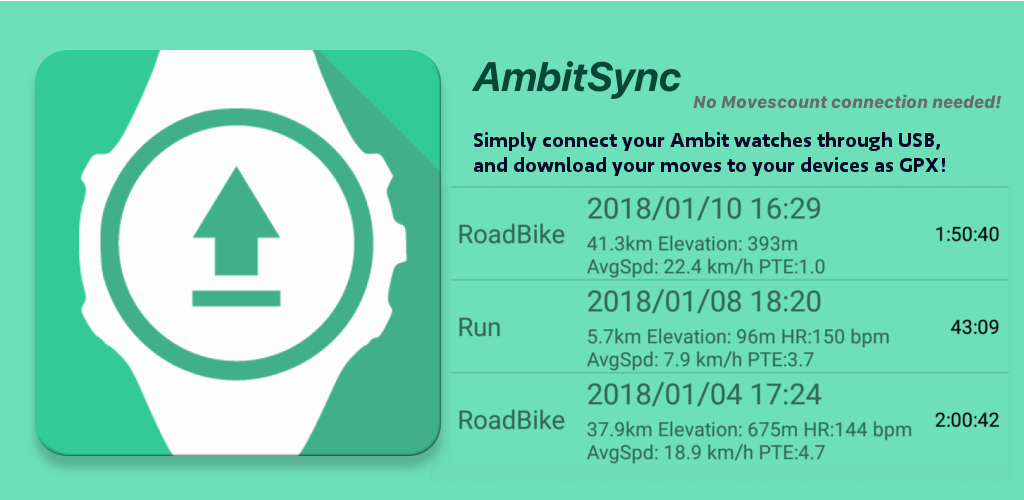 AmbitSync
No Movescount connection needed!
Simply connect your Ambit watches through USB,
and download your moves to your devices as GPX!
RoadBike
2018/01/10 16:29
41.3km Elevation: 393m
AvgSpd: 22.4 km/h PTE:1.0
1:50:40
Run
2018/01/08 18:20
5.7km Elevation: 96m HR:150 bpm
AvgSpd: 7.9 km/h PTE:3.7
43:09
RoadBike
2018/01/04 17:24
37.9km Elevation: 675m HR:144 bpm
AvgSpd: 18.9 km/h PTE:4.7
2:00:42